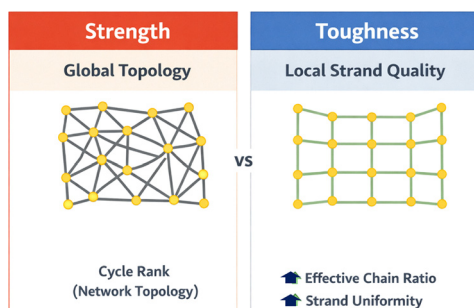 Strength
Global Topology
Cycle Rank
(Network Topology)
vs
Toughness
Local Strand Quality
Effective Chain Ratio
Strand Uniformity